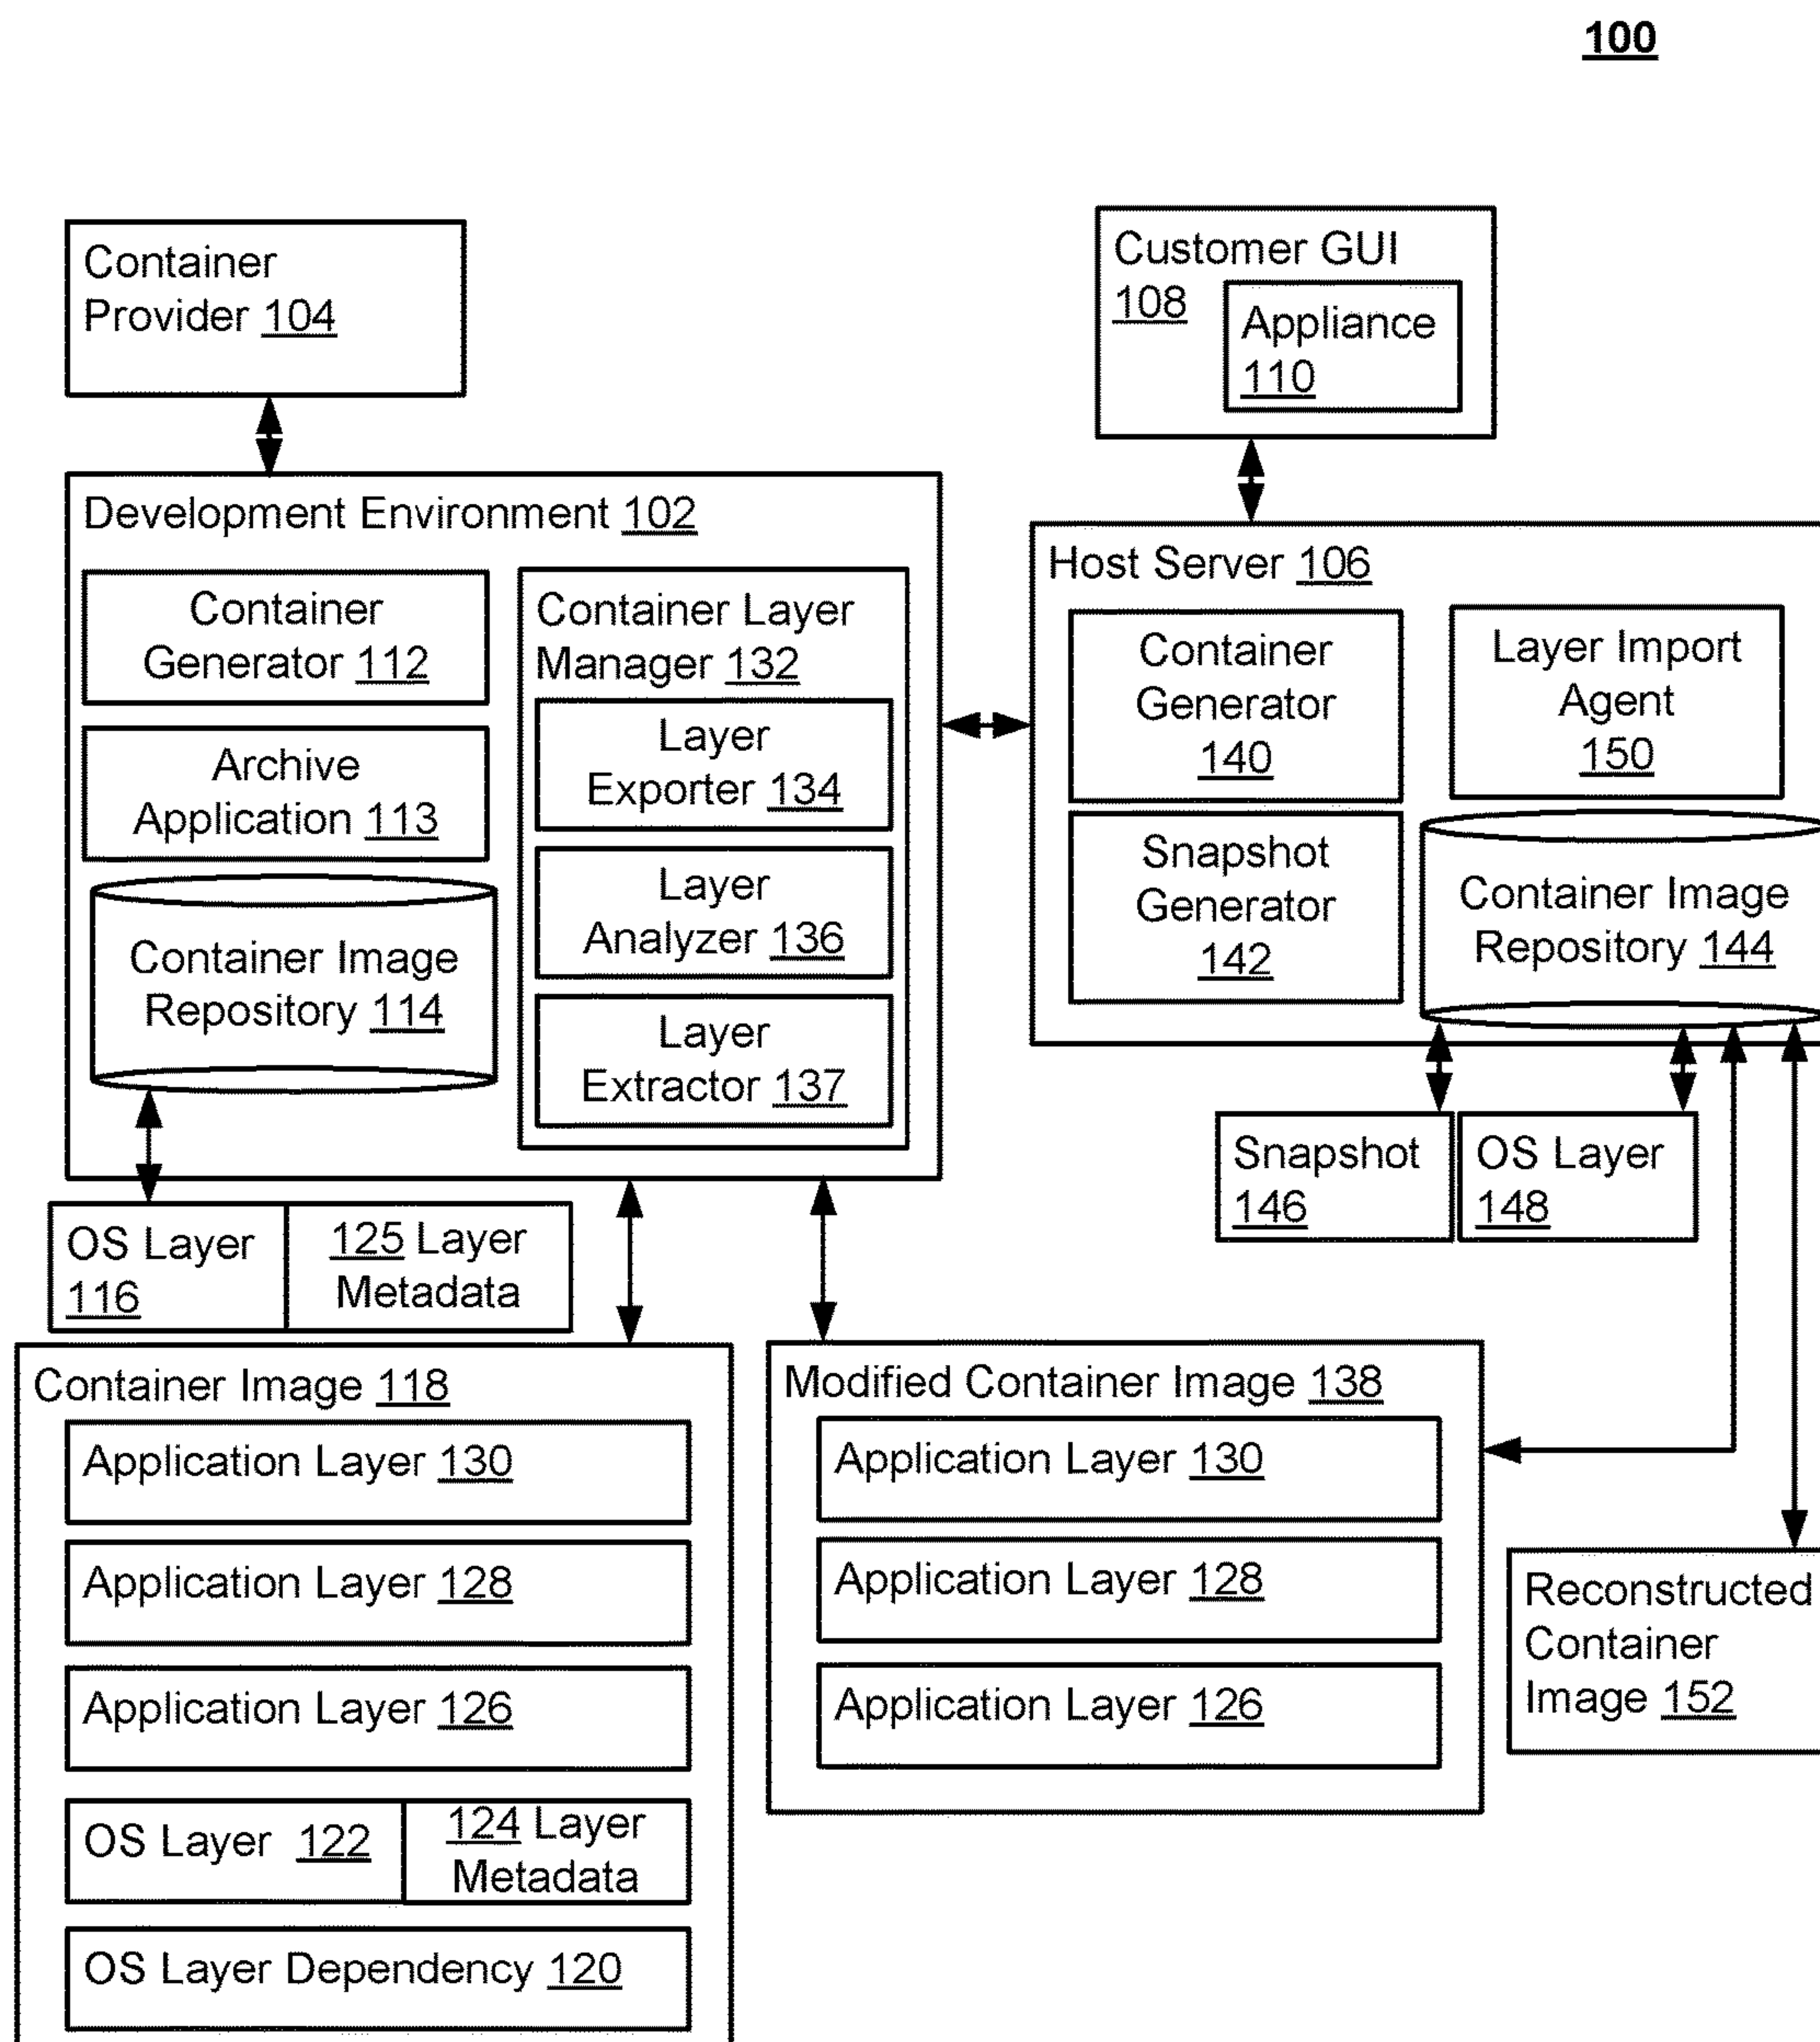 100
Container
Provider 104
Customer GUI
108
Appliance
110
Development Environment 102
Container
Generator 112
Archive
Application 113
Container Image
Repository 114
Container Layer
Manager 132
Layer
Exporter 134
Layer
Analyzer 136
Layer
Extractor 137
Host Server 106
Container
Generator
140
Layer Import
Agent
150
Snapshot
Generator
142
Container Image
Repository 144
Snapshot
146
OS Layer
148
OS Layer
116
125 Layer
Metadata
Container Image 118
Application Layer 130
Application Layer 128
Application Layer 126
OS Layer 122
124 Layer
Metadata
OS Layer Dependency 120
Modified Container Image 138
Application Layer 130
Application Layer 128
Application Layer 126
Reconstructed
Container
Image 152